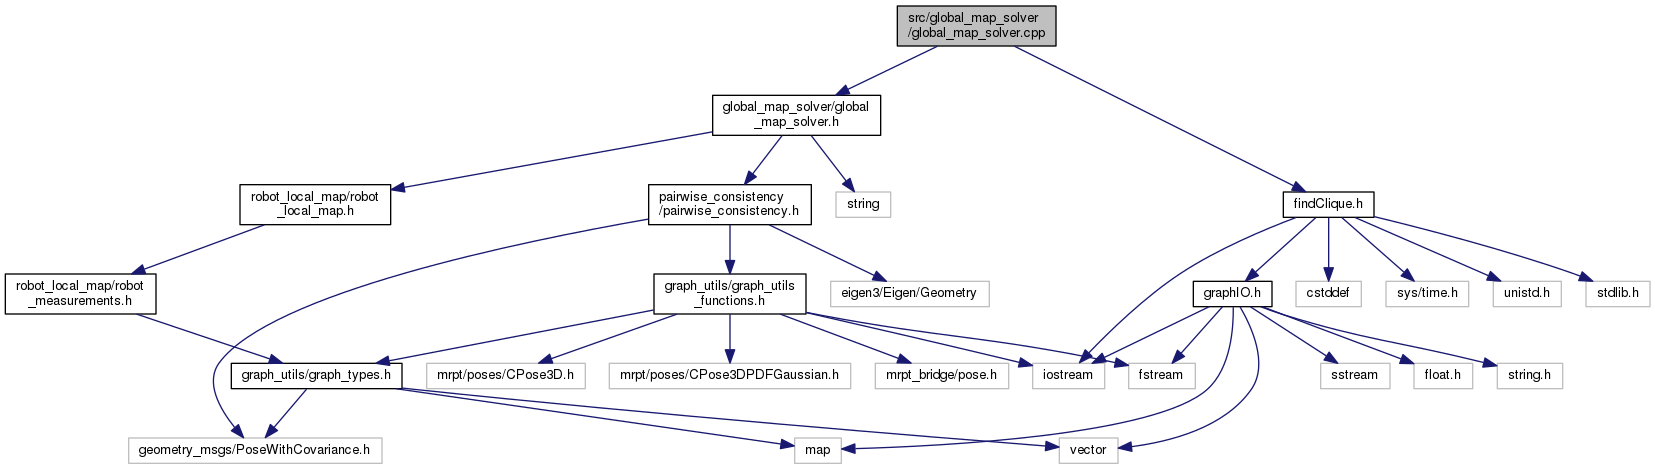 src/global_map_solver
/global_map_solver.cpp
global_map_solver/global
_map_solver.h
robot_local_map/robot
_local_map.h
pairwise_consistency
/pairwise_consistency.h
string
findClique.h
robot_local_map/robot
_measurements.h
graph_utils/graph_utils
_functions.h
eigen3/Eigen/Geometry
graphIO.h
cstddef
sys/time.h
unistd.h
stdlib.h
graph_utils/graph_types.h
mrpt/poses/CPose3D.h
mrpt/poses/CPose3DPDFGaussian.h
mrpt_bridge/pose.h
iostream
fstream
sstream
float.h
string.h
geometry_msgs/PoseWithCovariance.h
map
vector